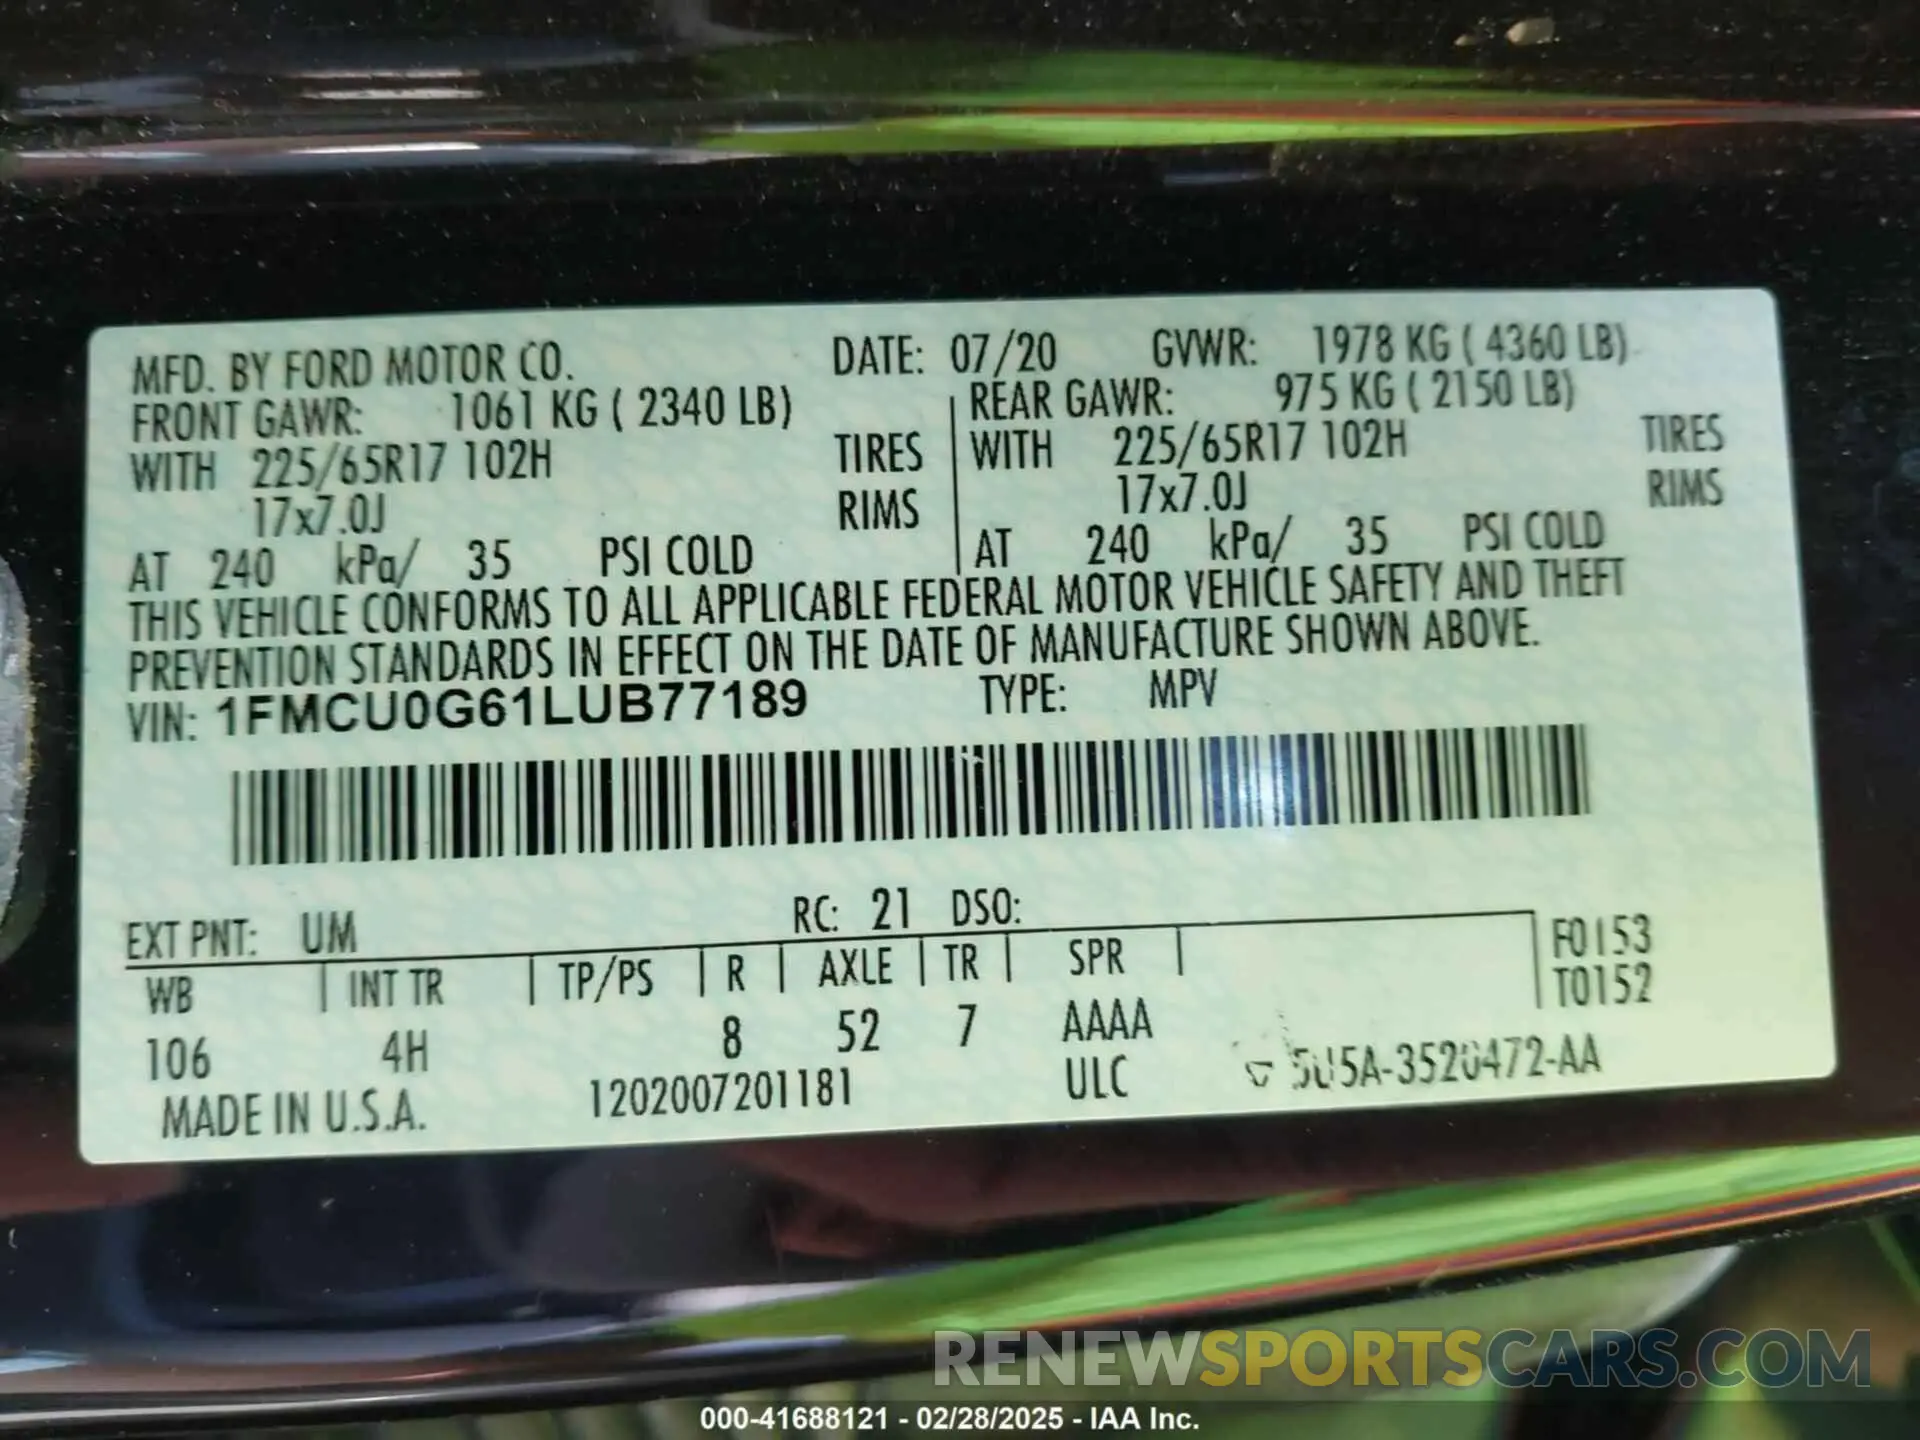 MFD. BY FORD MOTOR CO. DATE: 07/20 GVWR: 1978 KG ( 4360 LB)
FRONT GAWR: 1061 KG ( 2340 LB) REAR GAWR: 975 KG ( 2150 LB)
WITH 225/65R17 102H TIRES WITH 225/65R17 102H TIRES
17x7.0J RIMS 17x7.0J RIMS
AT 240 kPa/ 35 PSI COLD AT 240 kPa/ 35 PSI COLD
THIS VEHICLE CONFORMS TO ALL APPLICABLE FEDERAL MOTOR VEHICLE SAFETY AND THEFT
PREVENTION STANDARDS IN EFFECT ON THE DATE OF MANUFACTURE SHOWN ABOVE.
VIN: 1FMCU0G61LUB77189 TYPE: MPV
EXT PNT: UM RC: 21 DSO:
WB INT TR TP/PS R AXLE TR SPR F0153
T0152
106 4H 8 52 7 AAAA
ULC
MADE IN U.S.A. 1202007201181
RENEWSPORTSCARS.COM
000-41688121 - 02/28/2025 - IAA Inc.